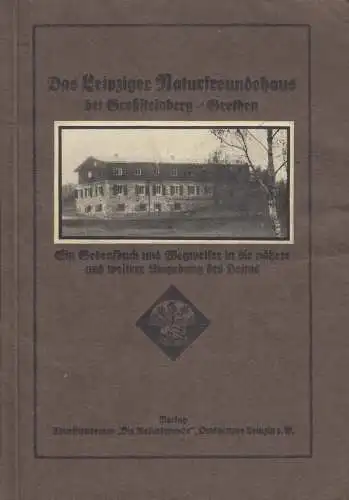 Das Leipziger Naturfreundehaus
bei Großsteinberg - Grethen
Ein Gedenkbuch und Wegweiser in die nähere
und weitere Umgebung des Heims
Verlag
Touristenverein „Die Naturfreunde“, Ortsgruppe Leipzig e. V.